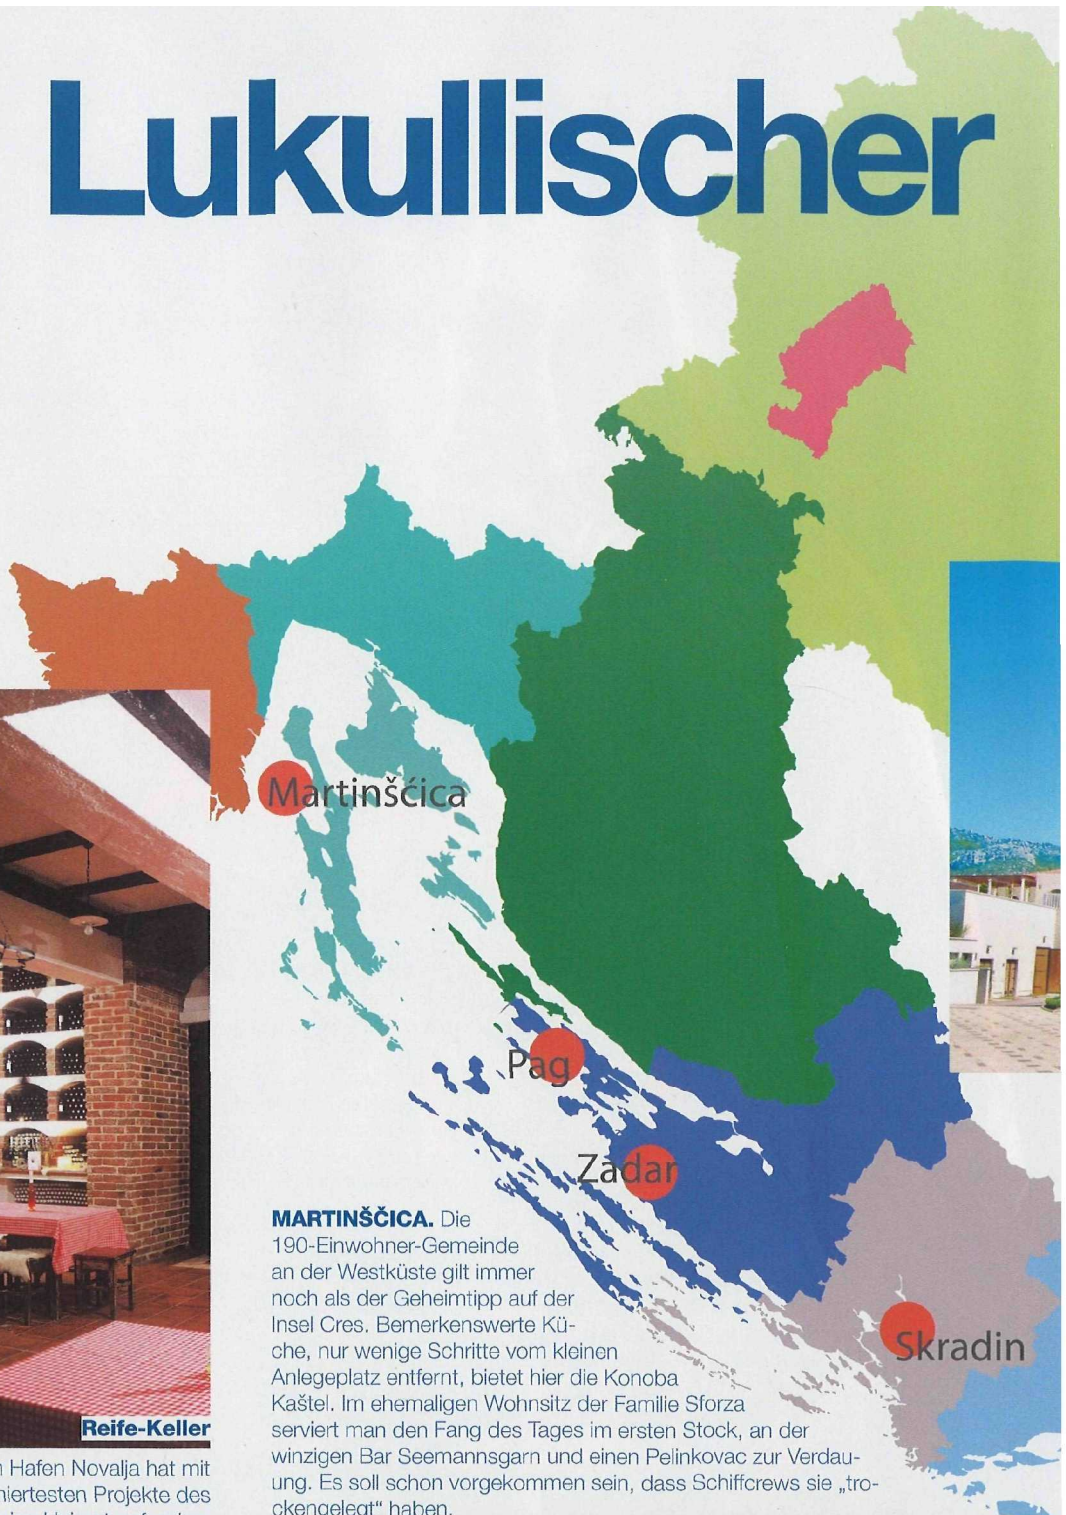 Lukullischer
Martinšćica
Pag
Zadar
Skradin
MARTINŠČICA. Die
190-Einwohner-Gemeinde
an der Westküste gilt immer
noch als der Geheimtipp auf der
Insel Cres. Bemerkenswerte Kü-
che, nur wenige Schritte vom kleinen
Anlegeplatz entfernt, bietet hier die Konoba
Kaštel. Im ehemaligen Wohnsitz der Familie Sforza
serviert man den Fang des Tages im ersten Stock, an der
winzigen Bar Seemannsgarn und einen Pelinkovac zur Verdau-
ung. Es soll schon vorgekommen sein, dass Schiffcrews sie „tro-
ckengelegt“ haben.
Reife-Keller
Hafen Novalja hat mit
niertesten Projekte des